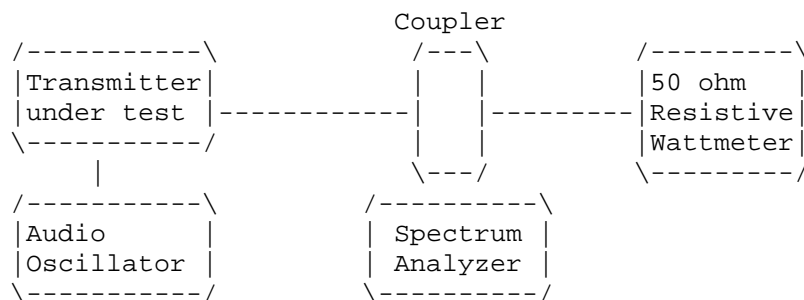 Coupler
Transmitter
under test
50 ohm
Resistive
Wattmeter
Audio
Oscillator
Spectrum
Analyzer